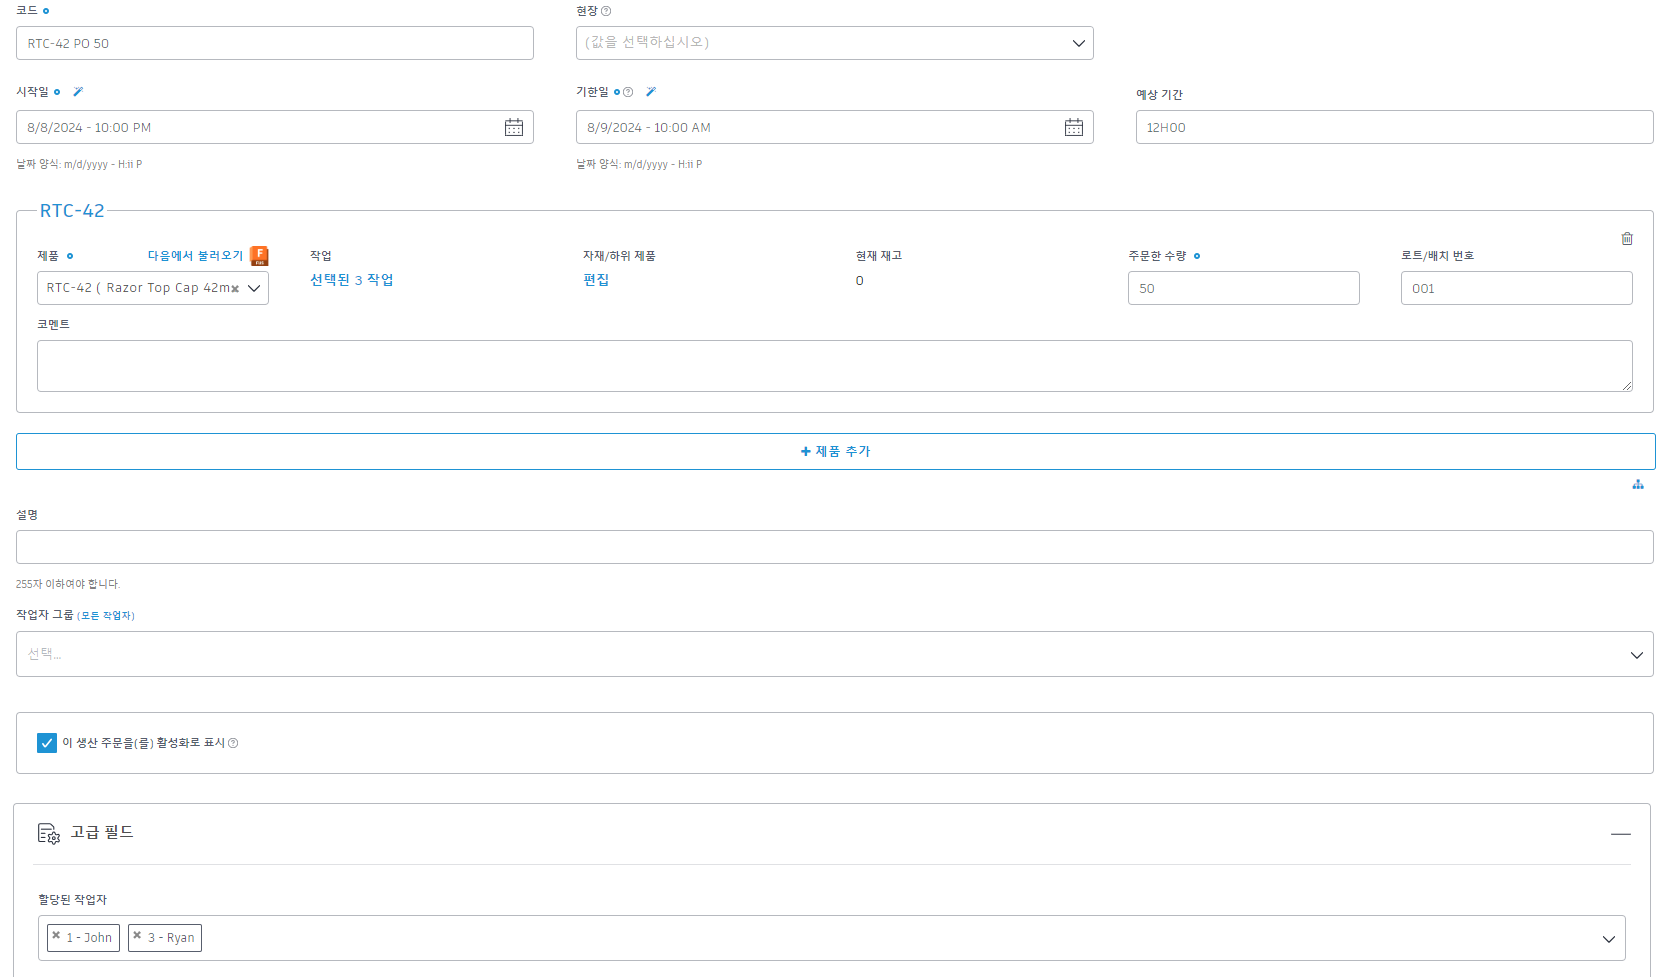 코드
현장
RTC-42 PO 50
(값을 선택하십시오)
시작일
기한일
예상 기간
8/8/2024 - 10:00 PM
8/9/2024 - 10:00 AM
12H00
날짜 양식: m/d/yyyy - H:ii P
날짜 양식: m/d/yyyy - H:ii P
RTC-42
제품
다음에서 불러오기
작업
자재/하위 제품
현재 재고
주문한 수량
로트/배치 번호
RTC-42 ( Razor Top Cap 42m
선택된 3 작업
편집
0
50
001
코멘트
+ 제품 추가
설명
255자 이하여야 합니다.
작업자 그룹 (모든 작업자)
선택...
이 생산 주문을(를) 활성화로 표시
고급 필드
할당된 작업자
1 - John
3 - Ryan